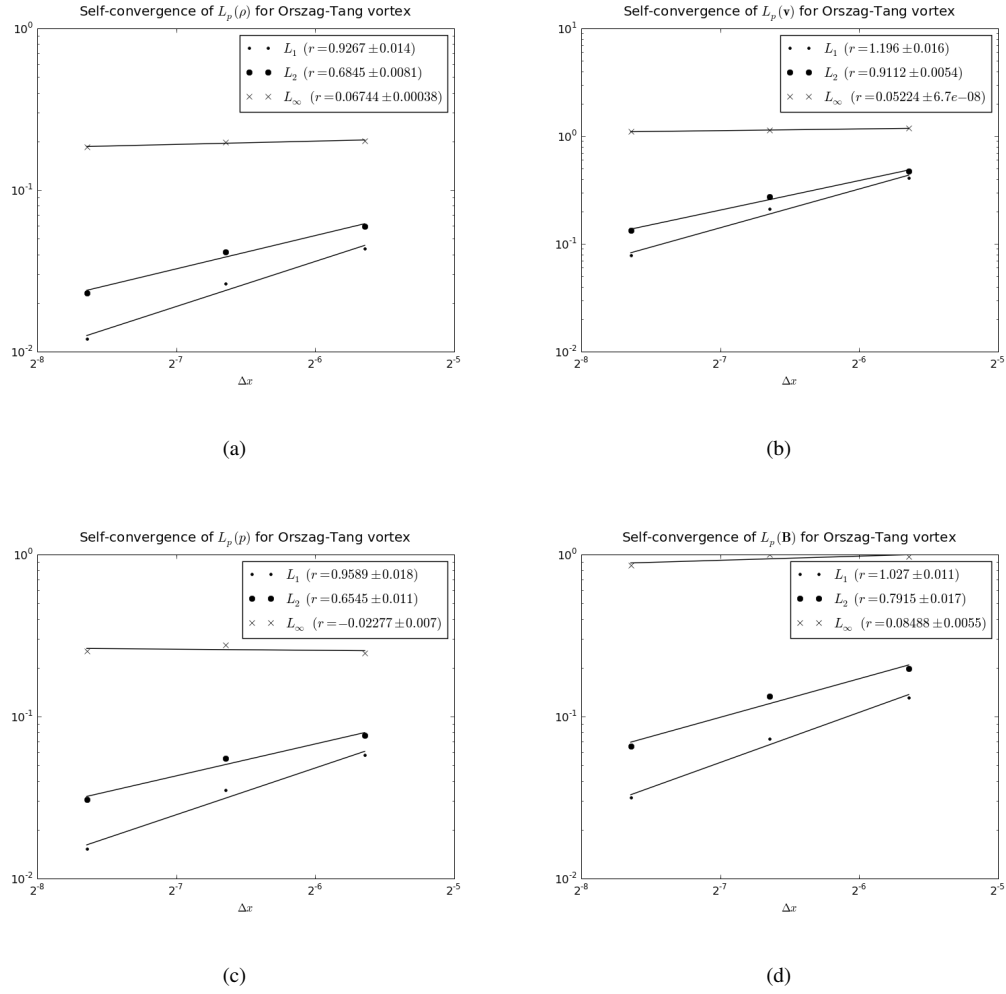 Self-convergence of L_p(ρ) for Orszag-Tang vortex
10^0
L_1 (r=0.9267±0.014)
L_2 (r=0.6845±0.0081)
L_∞ (r=0.06744±0.00038)
10^-1
10^-2
2^-8 2^-7 2^-6 2^-5
Δx
(a)
Self-convergence of L_p(v) for Orszag-Tang vortex
10^1
L_1 (r=1.196±0.016)
L_2 (r=0.9112±0.0054)
L_∞ (r=0.05224±6.7e−08)
10^0
10^-1
10^-2
2^-8 2^-7 2^-6 2^-5
Δx
(b)
Self-convergence of L_p(p) for Orszag-Tang vortex
10^0
L_1 (r=0.9589±0.018)
L_2 (r=0.6545±0.011)
L_∞ (r=−0.02277±0.007)
10^-1
10^-2
2^-8 2^-7 2^-6 2^-5
Δx
(c)
Self-convergence of L_p(B) for Orszag-Tang vortex
10^0
L_1 (r=1.027±0.011)
L_2 (r=0.7915±0.017)
L_∞ (r=0.08488±0.0055)
10^-1
10^-2
2^-8 2^-7 2^-6 2^-5
Δx
(d)